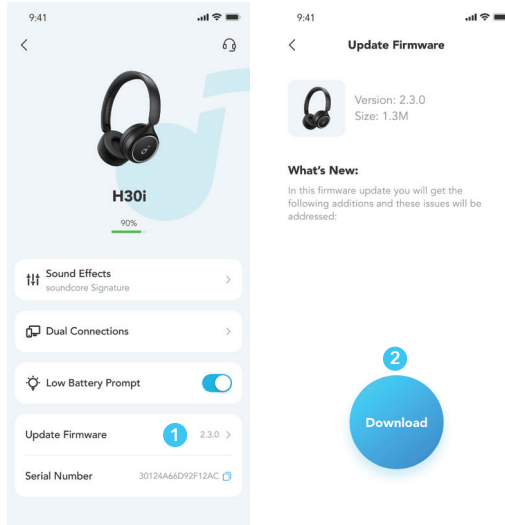 9:41
H30i
90%
Sound Effects
soundcore Signature
Dual Connections
Low Battery Prompt
Update Firmware 1 2.3.0
Serial Number 30124A66D92F12AC
9:41
Update Firmware
Version: 2.3.0
Size: 1.3M
What's New:
In this firmware update you will get the
following additions and these issues will be
addressed:
2
Download